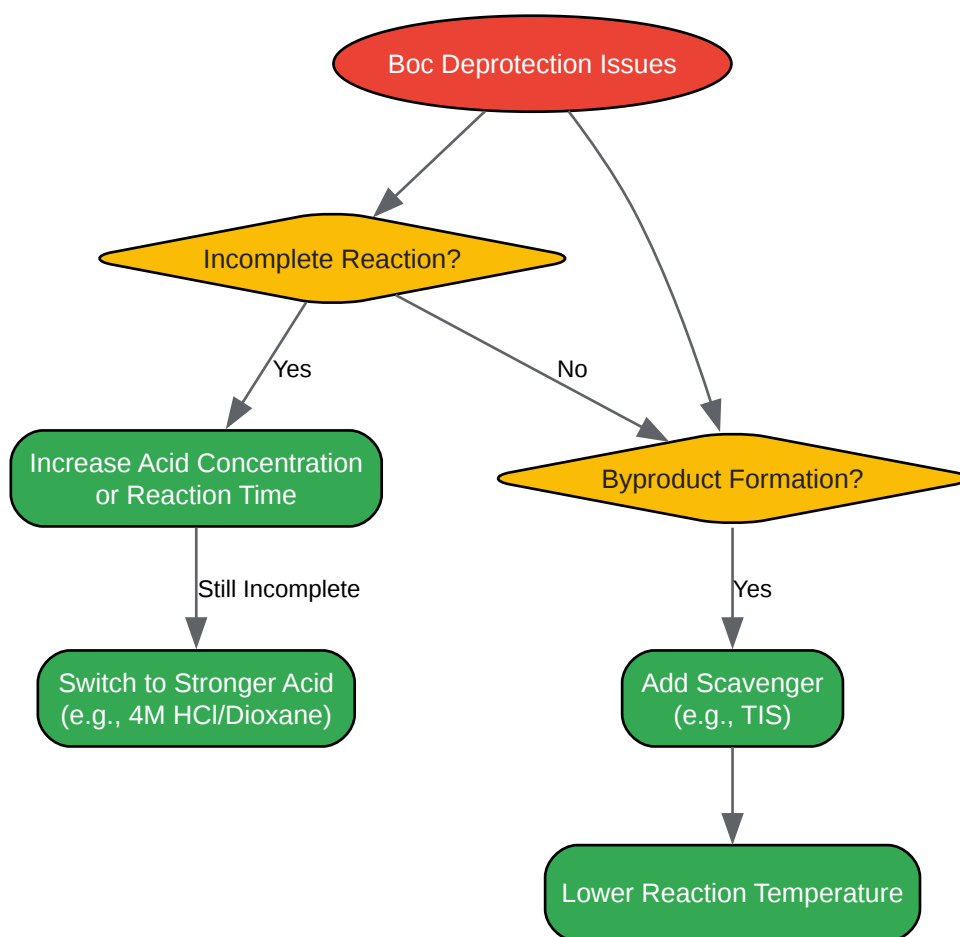 Boc Deprotection Issues
Incomplete Reaction?
Yes
No
Increase Acid Concentration
or Reaction Time
Byproduct Formation?
Still Incomplete
Yes
Switch to Stronger Acid
(e.g., 4M HCl/Dioxane)
Add Scavenger
(e.g., TIS)
Lower Reaction Temperature